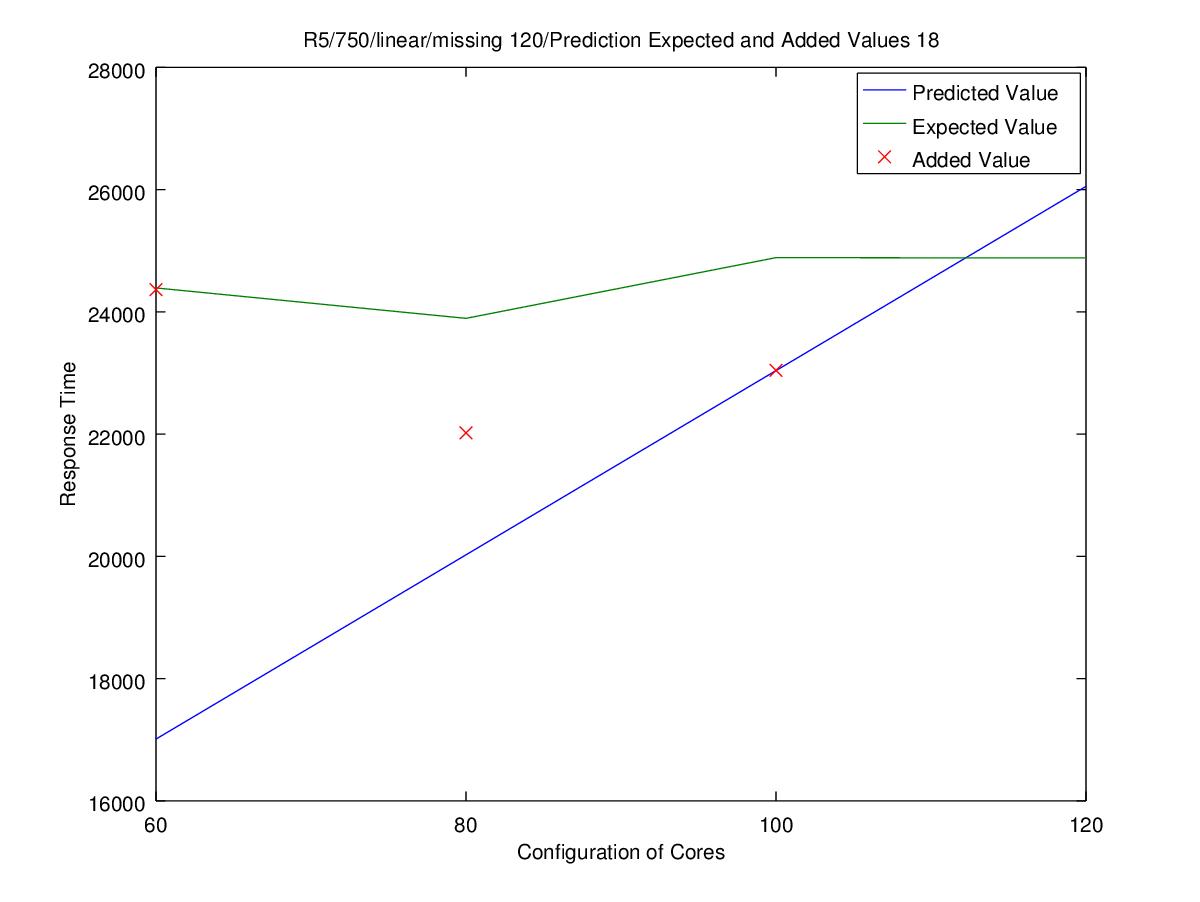 R5/750/linear/missing 120/Prediction Expected and Added Values 18
28000
26000
24000
22000
20000
18000
16000
60
80
100
120
Response Time
Configuration of Cores
Predicted Value
Expected Value
Added Value